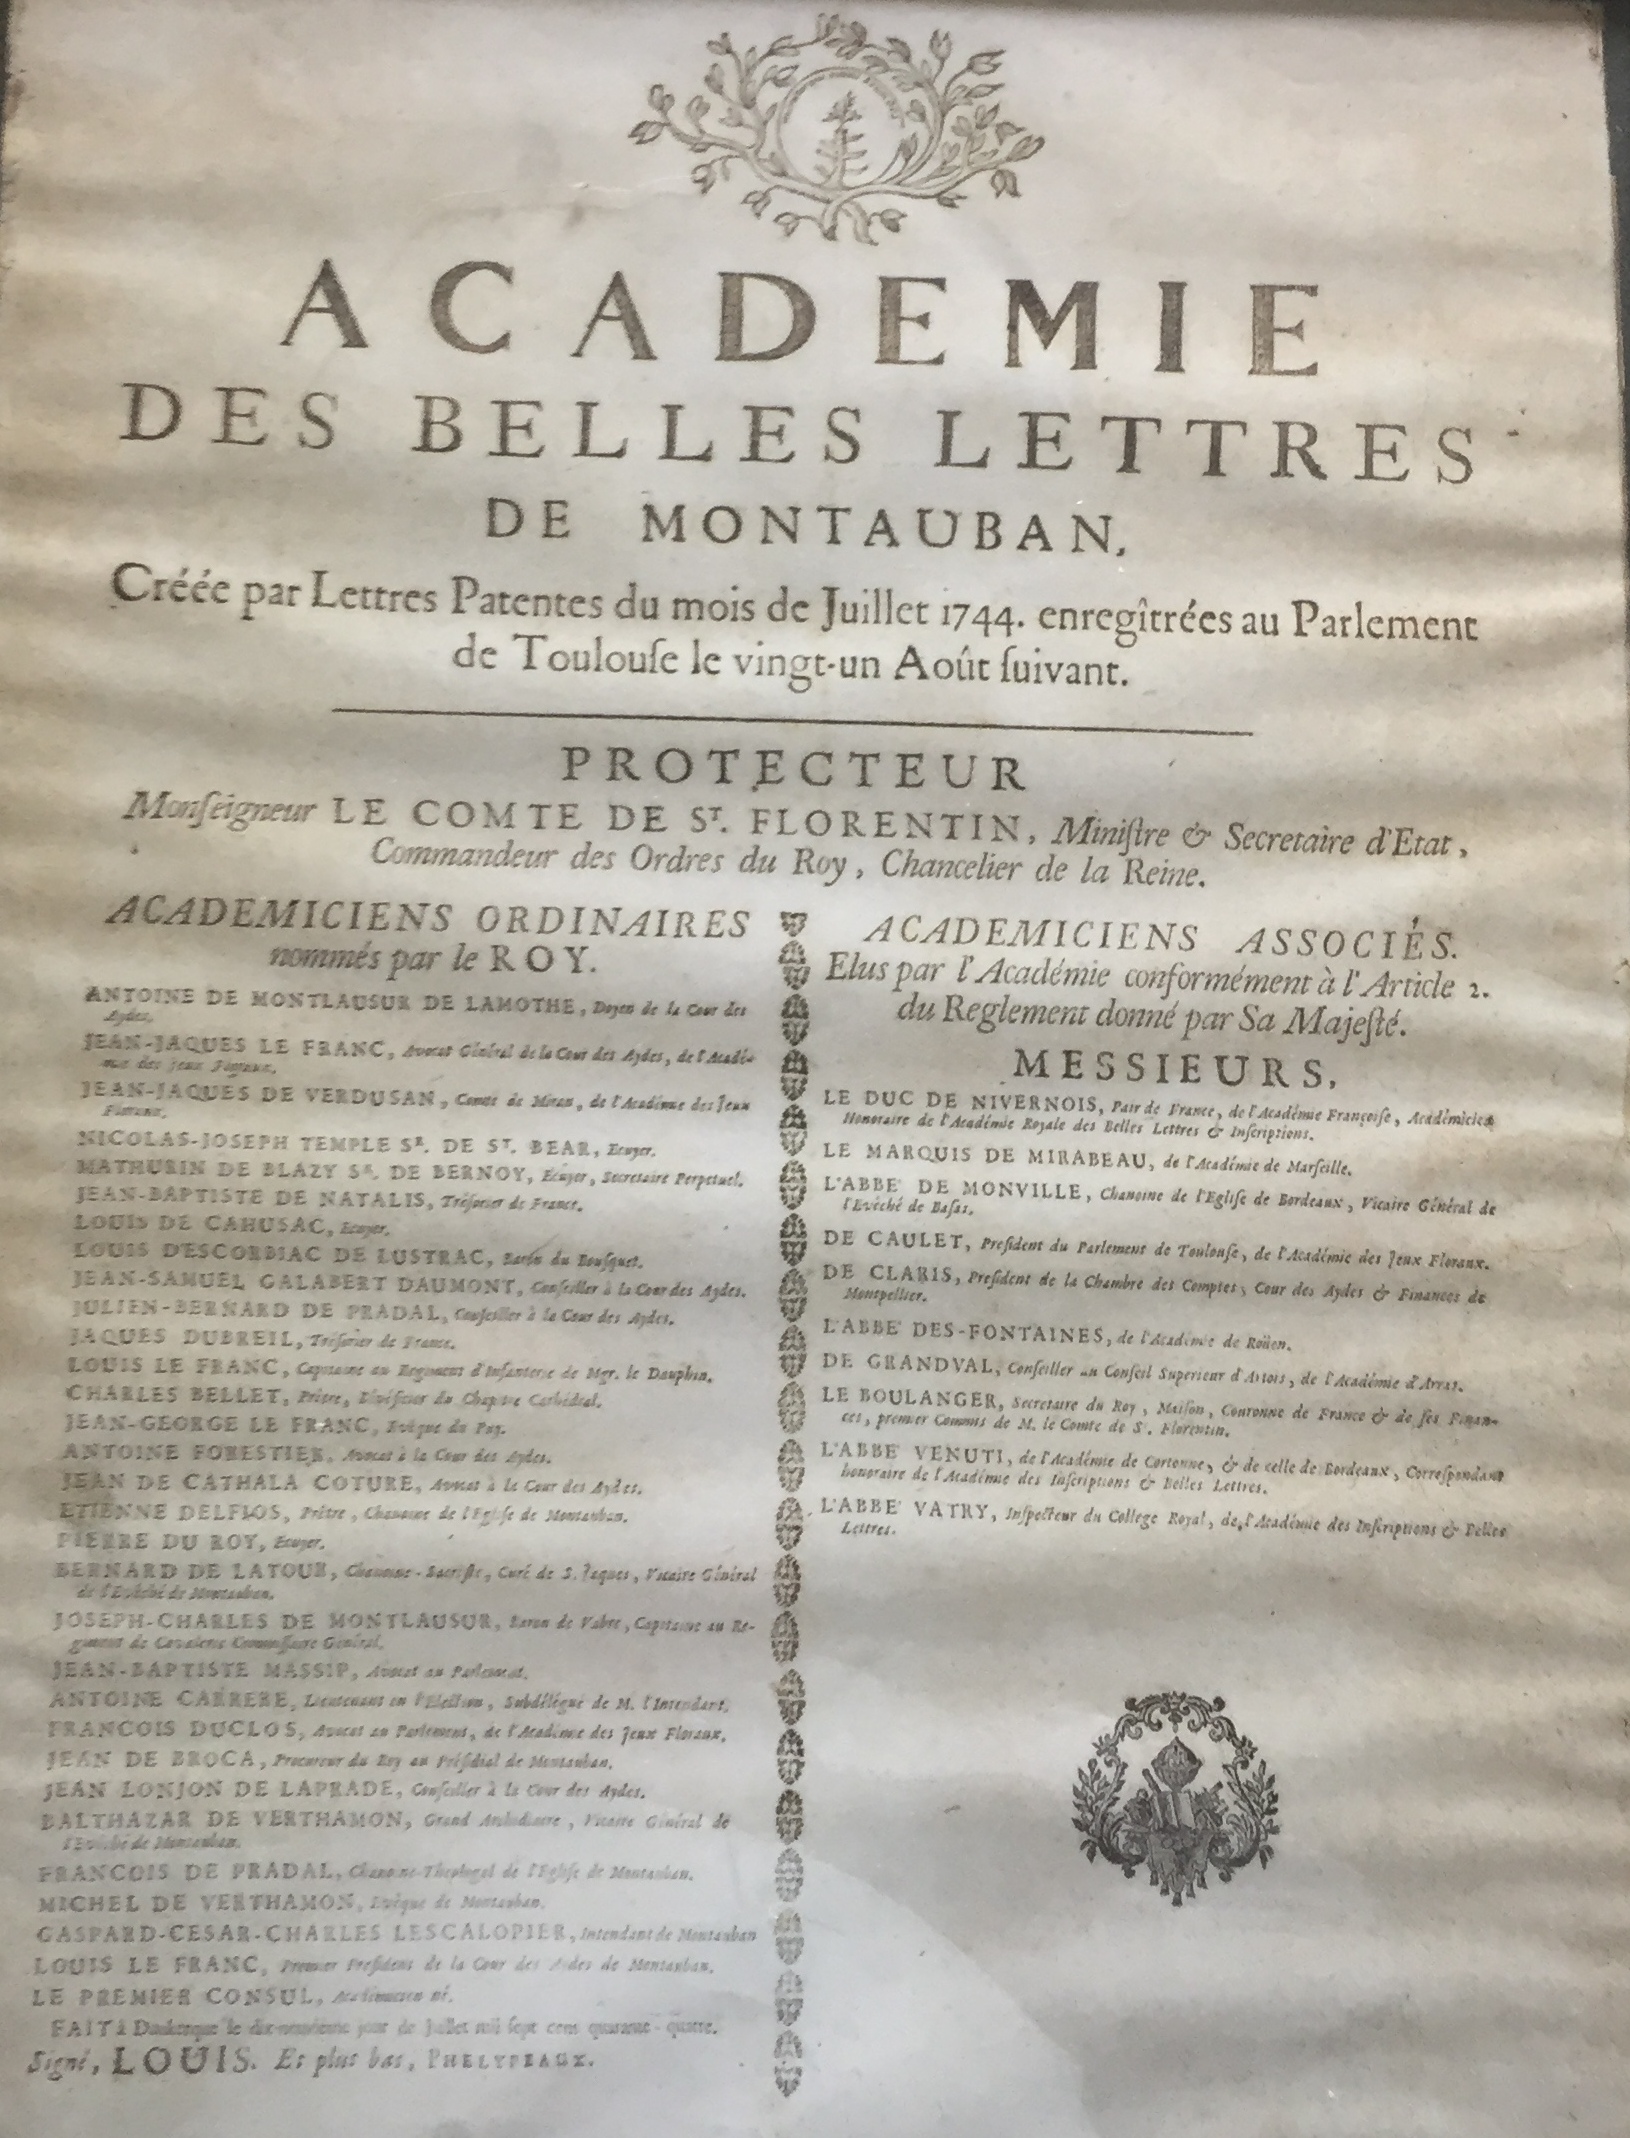 ACADEMIE
DES BELLES LETTRES
DE MONTAUBAN,
Créée par Lettres Patentes du mois de Juillet 1744. enregîtrées au Parlement
de Toulouſe le vingt-un Août ſuivant.
PROTECTEUR
Monſeigneur LE COMTE DE Sᵀ. FLORENTIN, Miniſtre & Secretaire d'Etat,
Commandeur des Ordres du Roy, Chancelier de la Reine.
ACADEMICIENS ORDINAIRES
nommés par le ROY.
ANTOINE DE MONTLAUSUR DE LAMOTHE, Doyen de la Cour des
Aydes.
JEAN-JAQUES LE FRANC, Avocat Général de la Cour des Aydes, de l'Acadé-
mie des Jeux Floraux.
JEAN-JAQUES DE VERDUSAN, Comte de Miran, de l'Académie des Jeux
Floraux.
NICOLAS-JOSEPH TEMPLE Sᴿ. DE Sᵀ. BEAR, Ecuyer.
MATHURIN DE BLAZY Sᴿ. DE BERNOY, Ecuyer, Secretaire Perpetuel.
JEAN-BAPTISTE DE NATALIS, Tréſorier de France.
LOUIS DE CAHUSAC, Ecuyer.
LOUIS D'ESCORBIAC DE LUSTRAC, Baron du Bouſquet.
JEAN-SAMUEL GALABERT DAUMONT, Conſeiller à la Cour des Aydes.
JULIEN-BERNARD DE PRADAL, Conſeiller à la Cour des Aydes.
JAQUES DUBREIL, Tréſorier de France.
LOUIS LE FRANC, Capitaine au Regiment d'Infanterie de Mgr. le Dauphin.
CHARLES BELLET, Prêtre, Bénéficier du Chapitre Cathédral.
JEAN-GEORGE LE FRANC, Evêque du Puy.
ANTOINE FORESTIER, Avocat à la Cour des Aydes.
JEAN DE CATHALA COTURE, Avocat à la Cour des Aydes.
ETIENNE DELFIOS, Prêtre, Chanoine de l'Egliſe de Montauban.
PIERRE DU ROY, Ecuyer.
BERNARD DE LATOUR, Chanoine-Sacriſte, Curé de S. Jaques, Vicaire Général
de l'Evêché de Montauban.
JOSEPH-CHARLES DE MONTLAUSUR, Baron de Vabre, Capitaine au Re-
giment de Cavalerie Commiſſaire Général.
JEAN-BAPTISTE MASSIP, Avocat au Parlement.
ANTOINE CARRERE, Lieutenant en l'Election, Subdélégué de M. l'Intendant.
FRANCOIS DUCLOS, Avocat au Parlement, de l'Académie des Jeux Floraux.
JEAN DE BROCA, Procureur du Roy au Préſidial de Montauban.
JEAN LONJON DE LAPRADE, Conſeiller à la Cour des Aydes.
BALTHAZAR DE VERTHAMON, Grand Archidiacre, Vicaire Général de
l'Evêché de Montauban.
FRANCOIS DE PRADAL, Chanoine-Théologal de l'Egliſe de Montauban.
MICHEL DE VERTHAMON, Evêque de Montauban.
GASPARD-CESAR-CHARLES LESCALOPIER, Intendant de Montauban
LOUIS LE FRANC, Premier Préſident de la Cour des Aides de Montauban.
LE PREMIER CONSUL, Académicien né.
FAIT à Dunkerque le dix-neuviéme jour de Juillet mil ſept cens quarante-quatre.
Signé, LOUIS. Et plus bas, PHELYPEAUX.
ACADEMICIENS ASSOCIÉS.
Elus par l'Académie conformément à l'Article 2.
du Reglement donné par Sa Majeſté.
MESSIEURS,
LE DUC DE NIVERNOIS, Pair de France, de l'Académie Françoiſe, Académicien
Honoraire de l'Académie Royale des Belles Lettres & Inſcriptions.
LE MARQUIS DE MIRABEAU, de l'Académie de Marſeille.
L'ABBE' DE MONVILLE, Chanoine de l'Egliſe de Bordeaux, Vicaire Général de
l'Evêché de Baſas.
DE CAULET, Preſident du Parlement de Toulouſe, de l'Académie des Jeux Floraux.
DE CLARIS, Preſident de la Chambre des Comptes, Cour des Aydes & Finances de
Montpellier.
L'ABBE' DES-FONTAINES, de l'Académie de Roüen.
DE GRANDVAL, Conſeiller au Conſeil Superieur d'Artois, de l'Académie d'Arras.
LE BOULANGER, Secretaire du Roy, Maiſon, Couronne de France & de ſes Finan-
ces, premier Commis de M. le Comte de Sᵗ. Florentin.
L'ABBE' VENUTI, de l'Académie de Cortonne, & de celle de Bordeaux, Correſpondant
honoraire de l'Académie des Inſcriptions & Belles Lettres.
L'ABBE' VATRY, Inſpecteur du College Royal, de l'Académie des Inſcriptions & Belles
Lettres.